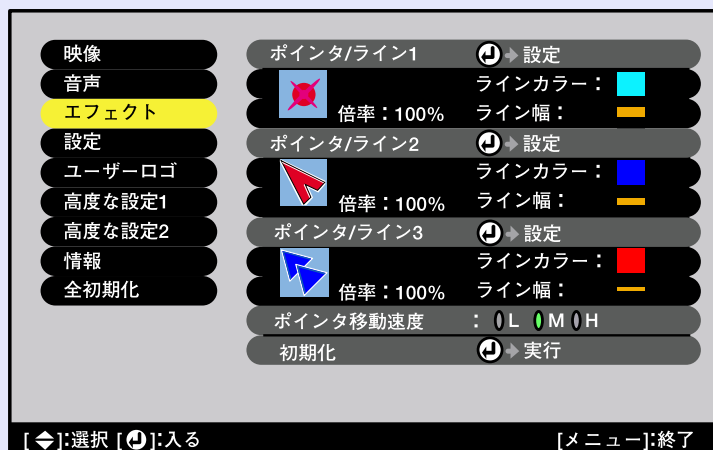 映像
音声
エフェクト
設定
ユーザーロゴ
高度な設定1
高度な設定2
情報
全初期化
ポインタ/ライン1 設定
ラインカラー：
倍率：100% ライン幅：
ポインタ/ライン2 設定
ラインカラー：
倍率：100% ライン幅：
ポインタ/ライン3 設定
ラインカラー：
倍率：100% ライン幅：
ポインタ移動速度 ： L M H
初期化 実行
[ ]:選択 [ ]:入る [メニュー]:終了